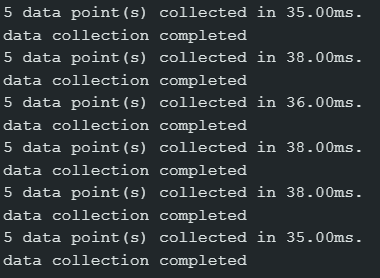 5 data point(s) collected in 35.00ms.
data collection completed
5 data point(s) collected in 38.00ms.
data collection completed
5 data point(s) collected in 36.00ms.
data collection completed
5 data point(s) collected in 38.00ms.
data collection completed
5 data point(s) collected in 38.00ms.
data collection completed
5 data point(s) collected in 35.00ms.
data collection completed